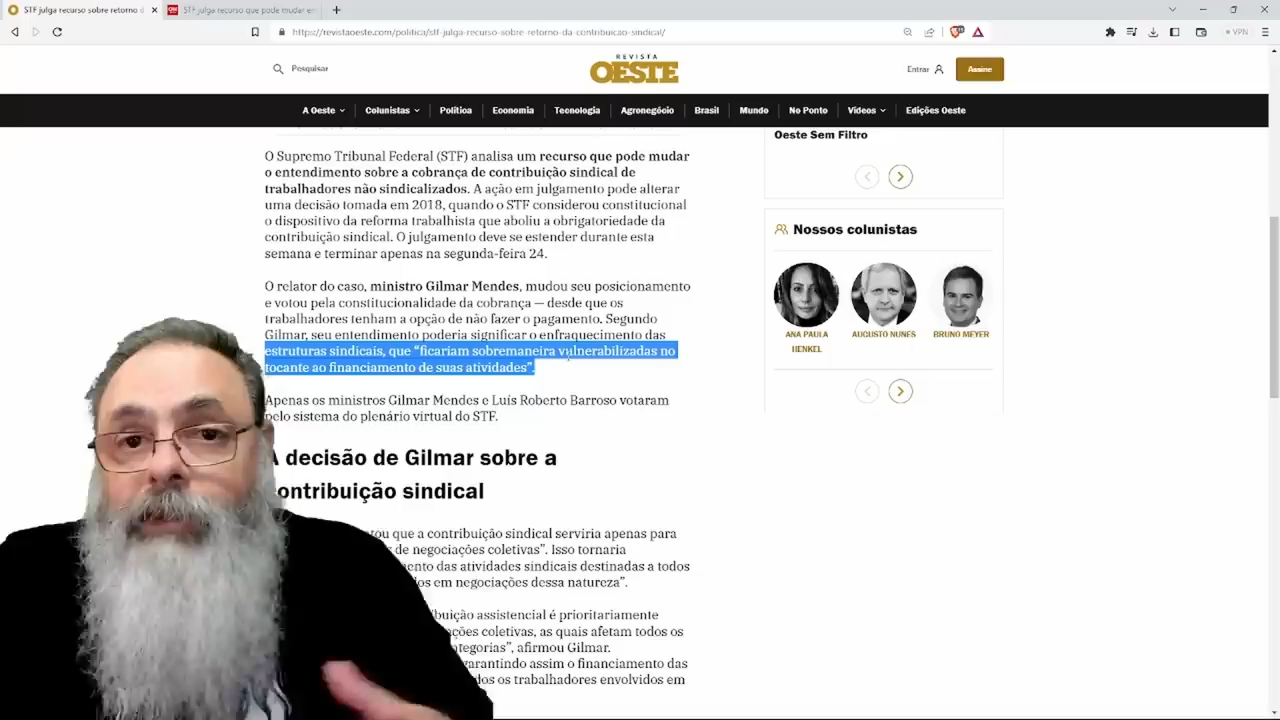 STF julga recurso sobre retorno d
STF julga recurso que pode mudar en
https://revistaoeste.com/politica/stf-julga-recurso-sobre-retorno-da-contribuicao-sindical/
VPN
Pesquisar
REVISTA
OESTE
Entrar
Assine
A Oeste
Colunistas
Política
Economia
Tecnologia
Agronegócio
Brasil
Mundo
No Ponto
Vídeos
Edições Oeste
O Supremo Tribunal Federal (STF) analisa um recurso que pode mudar
o entendimento sobre a cobrança de contribuição sindical de
trabalhadores não sindicalizados. A ação em julgamento pode alterar
uma decisão tomada em 2018, quando o STF considerou constitucional
o dispositivo da reforma trabalhista que aboliu a obrigatoriedade da
contribuição sindical. O julgamento deve se estender durante esta
semana e terminar apenas na segunda-feira 24.
O relator do caso, ministro Gilmar Mendes, mudou seu posicionamento
e votou pela constitucionalidade da cobrança — desde que os
trabalhadores tenham a opção de não fazer o pagamento. Segundo
Gilmar, seu entendimento poderia significar o enfraquecimento das
estruturas sindicais, que “ficariam sobremaneira vulnerabilizadas no
tocante ao financiamento de suas atividades”.
Apenas os ministros Gilmar Mendes e Luís Roberto Barroso votaram
pelo sistema do plenário virtual do STF.
A decisão de Gilmar sobre a
contribuição sindical
tou que a contribuição sindical serviria apenas para
de negociações coletivas”. Isso tornaria
ento das atividades sindicais destinadas a todos
dos em negociações dessa natureza”.
buição assistencial é prioritariamente
ações coletivas, as quais afetam todos os
ategorias”, afirmou Gilmar.
garantindo assim o financiamento das
os os trabalhadores envolvidos em
Oeste Sem Filtro
Nossos colunistas
ANA PAULA
HENKEL
AUGUSTO NUNES
BRUNO MEYER